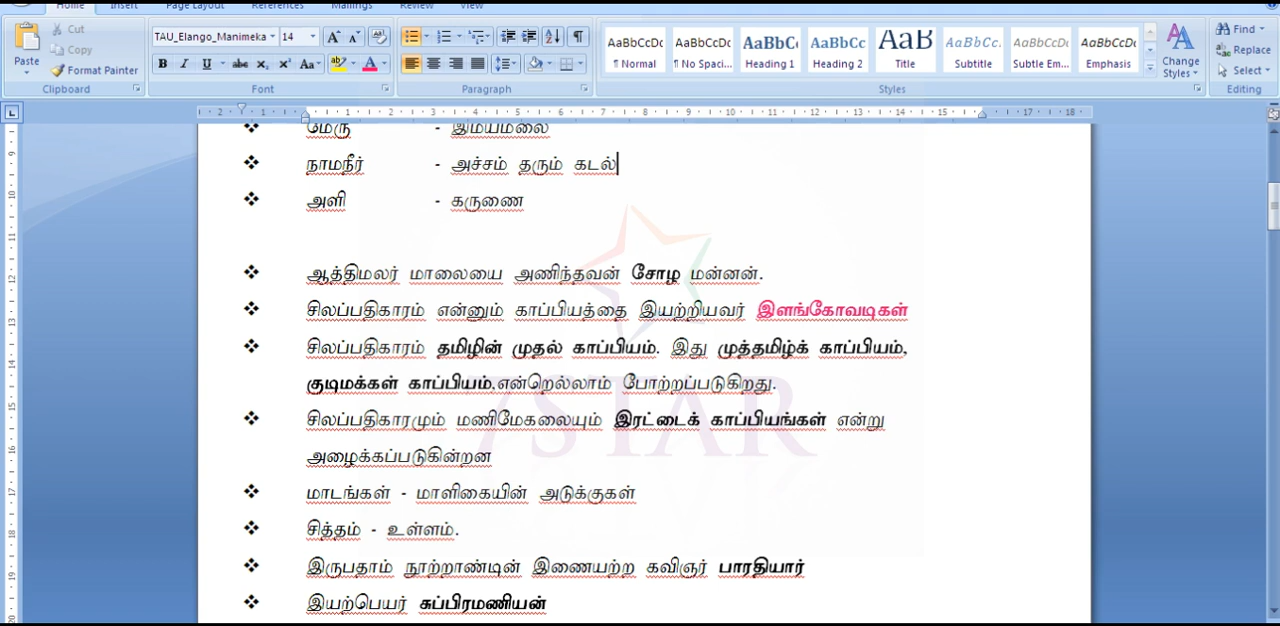 Home Insert Page Layout References Mailings Review View
Cut
Copy
Format Painter
Paste
Clipboard
TAU_Elango_Manimeka 14
Font
Paragraph
AaBbCcDc AaBbCcDc AaBbC AaBbCc AaB AaBbCc. AaBbCcDc AaBbCcDc
¶ Normal ¶ No Spaci... Heading 1 Heading 2 Title Subtitle Subtle Em... Emphasis
Change Styles
Styles
Find
Replace
Select
Editing
மேரு - இமயமலை
நாமநீர் - அச்சம் தரும் கடல்
அளி - கருணை
ஆத்திமலர் மாலையை அணிந்தவன் சோழ மன்னன்.
சிலப்பதிகாரம் என்னும் காப்பியத்தை இயற்றியவர் இளங்கோவடிகள்
சிலப்பதிகாரம் தமிழின் முதல் காப்பியம். இது முத்தமிழ்க் காப்பியம்,
குடிமக்கள் காப்பியம்,என்றெல்லாம் போற்றப்படுகிறது.
சிலப்பதிகாரமும் மணிமேகலையும் இரட்டைக் காப்பியங்கள் என்று
அழைக்கப்படுகின்றன
மாடங்கள் - மாளிகையின் அடுக்குகள்
சித்தம் - உள்ளம்.
இருபதாம் நூற்றாண்டின் இணையற்ற கவிஞர் பாரதியார்
இயற்பெயர் சுப்பிரமணியன்
7STAR